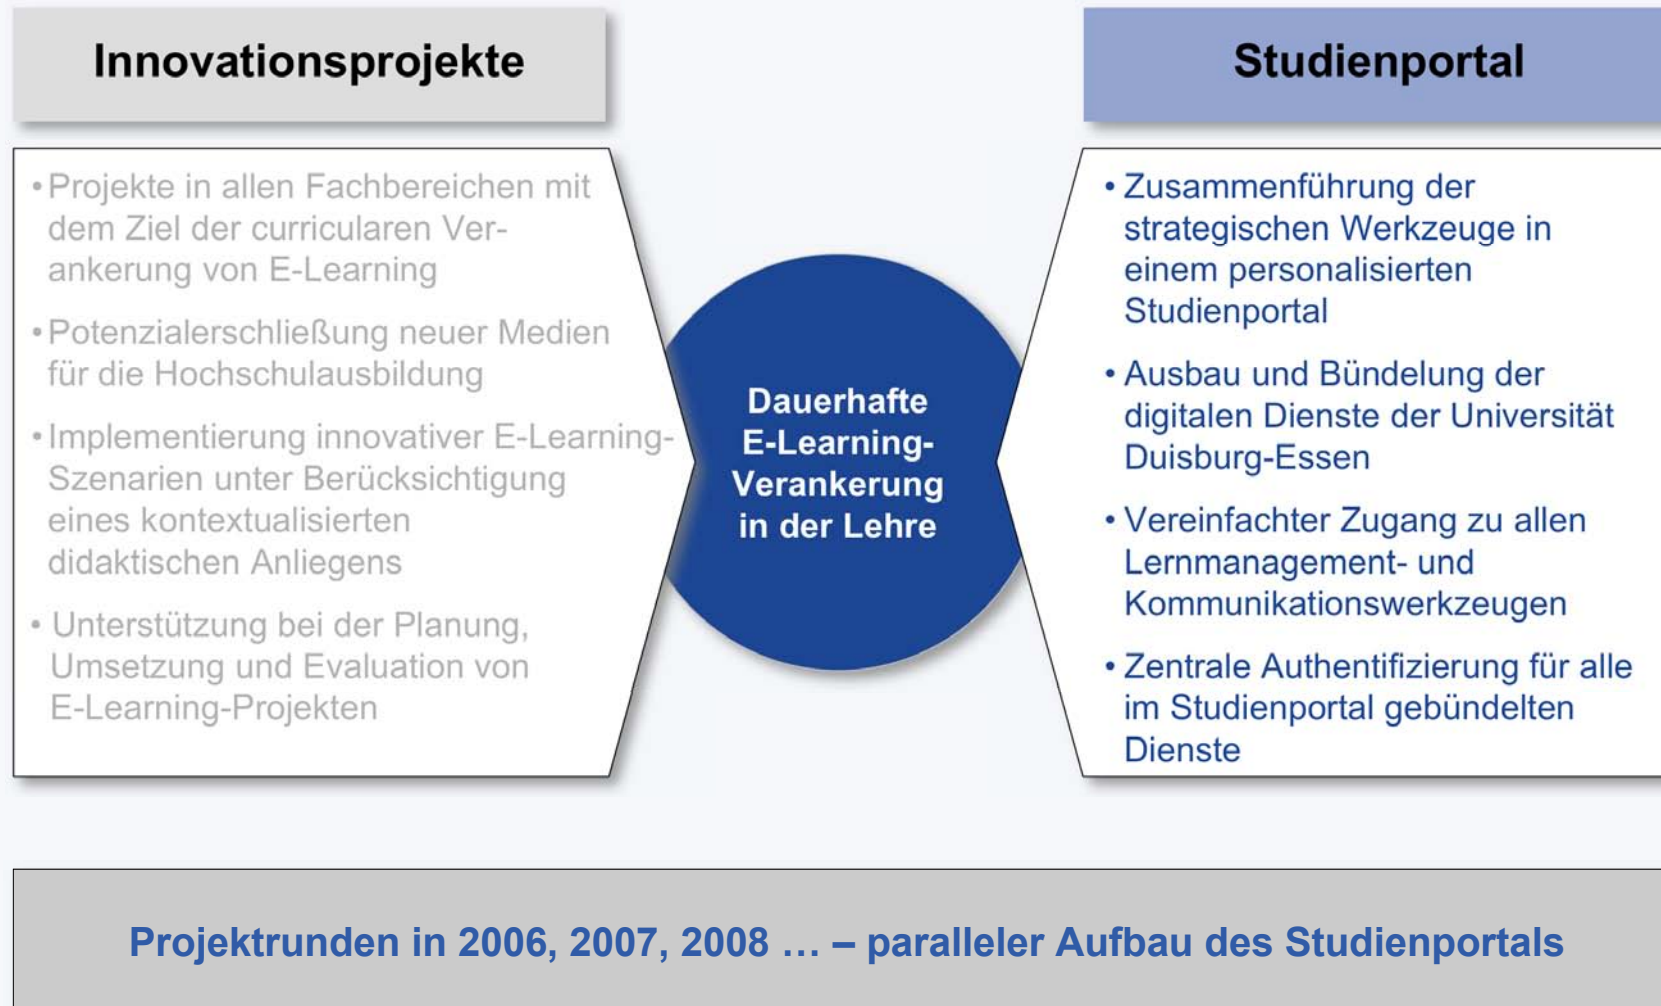 Innovationsprojekte
• Projekte in allen Fachbereichen mit
dem Ziel der curricularen Ver-
ankerung von E-Learning
• Potenzialerschließung neuer Medien
für die Hochschulausbildung
• Implementierung innovativer E-Learning-
Szenarien unter Berücksichtigung
eines kontextualisierten
didaktischen Anliegens
• Unterstützung bei der Planung,
Umsetzung und Evaluation von
E-Learning-Projekten
Dauerhafte
E-Learning-
Verankerung
in der Lehre
Studienportal
• Zusammenführung der
strategischen Werkzeuge in
einem personalisierten
Studienportal
• Ausbau und Bündelung der
digitalen Dienste der Universität
Duisburg-Essen
• Vereinfachter Zugang zu allen
Lernmanagement- und
Kommunikationswerkzeugen
• Zentrale Authentifizierung für alle
im Studienportal gebündelten
Dienste
Projektrunden in 2006, 2007, 2008 … – paralleler Aufbau des Studienportals